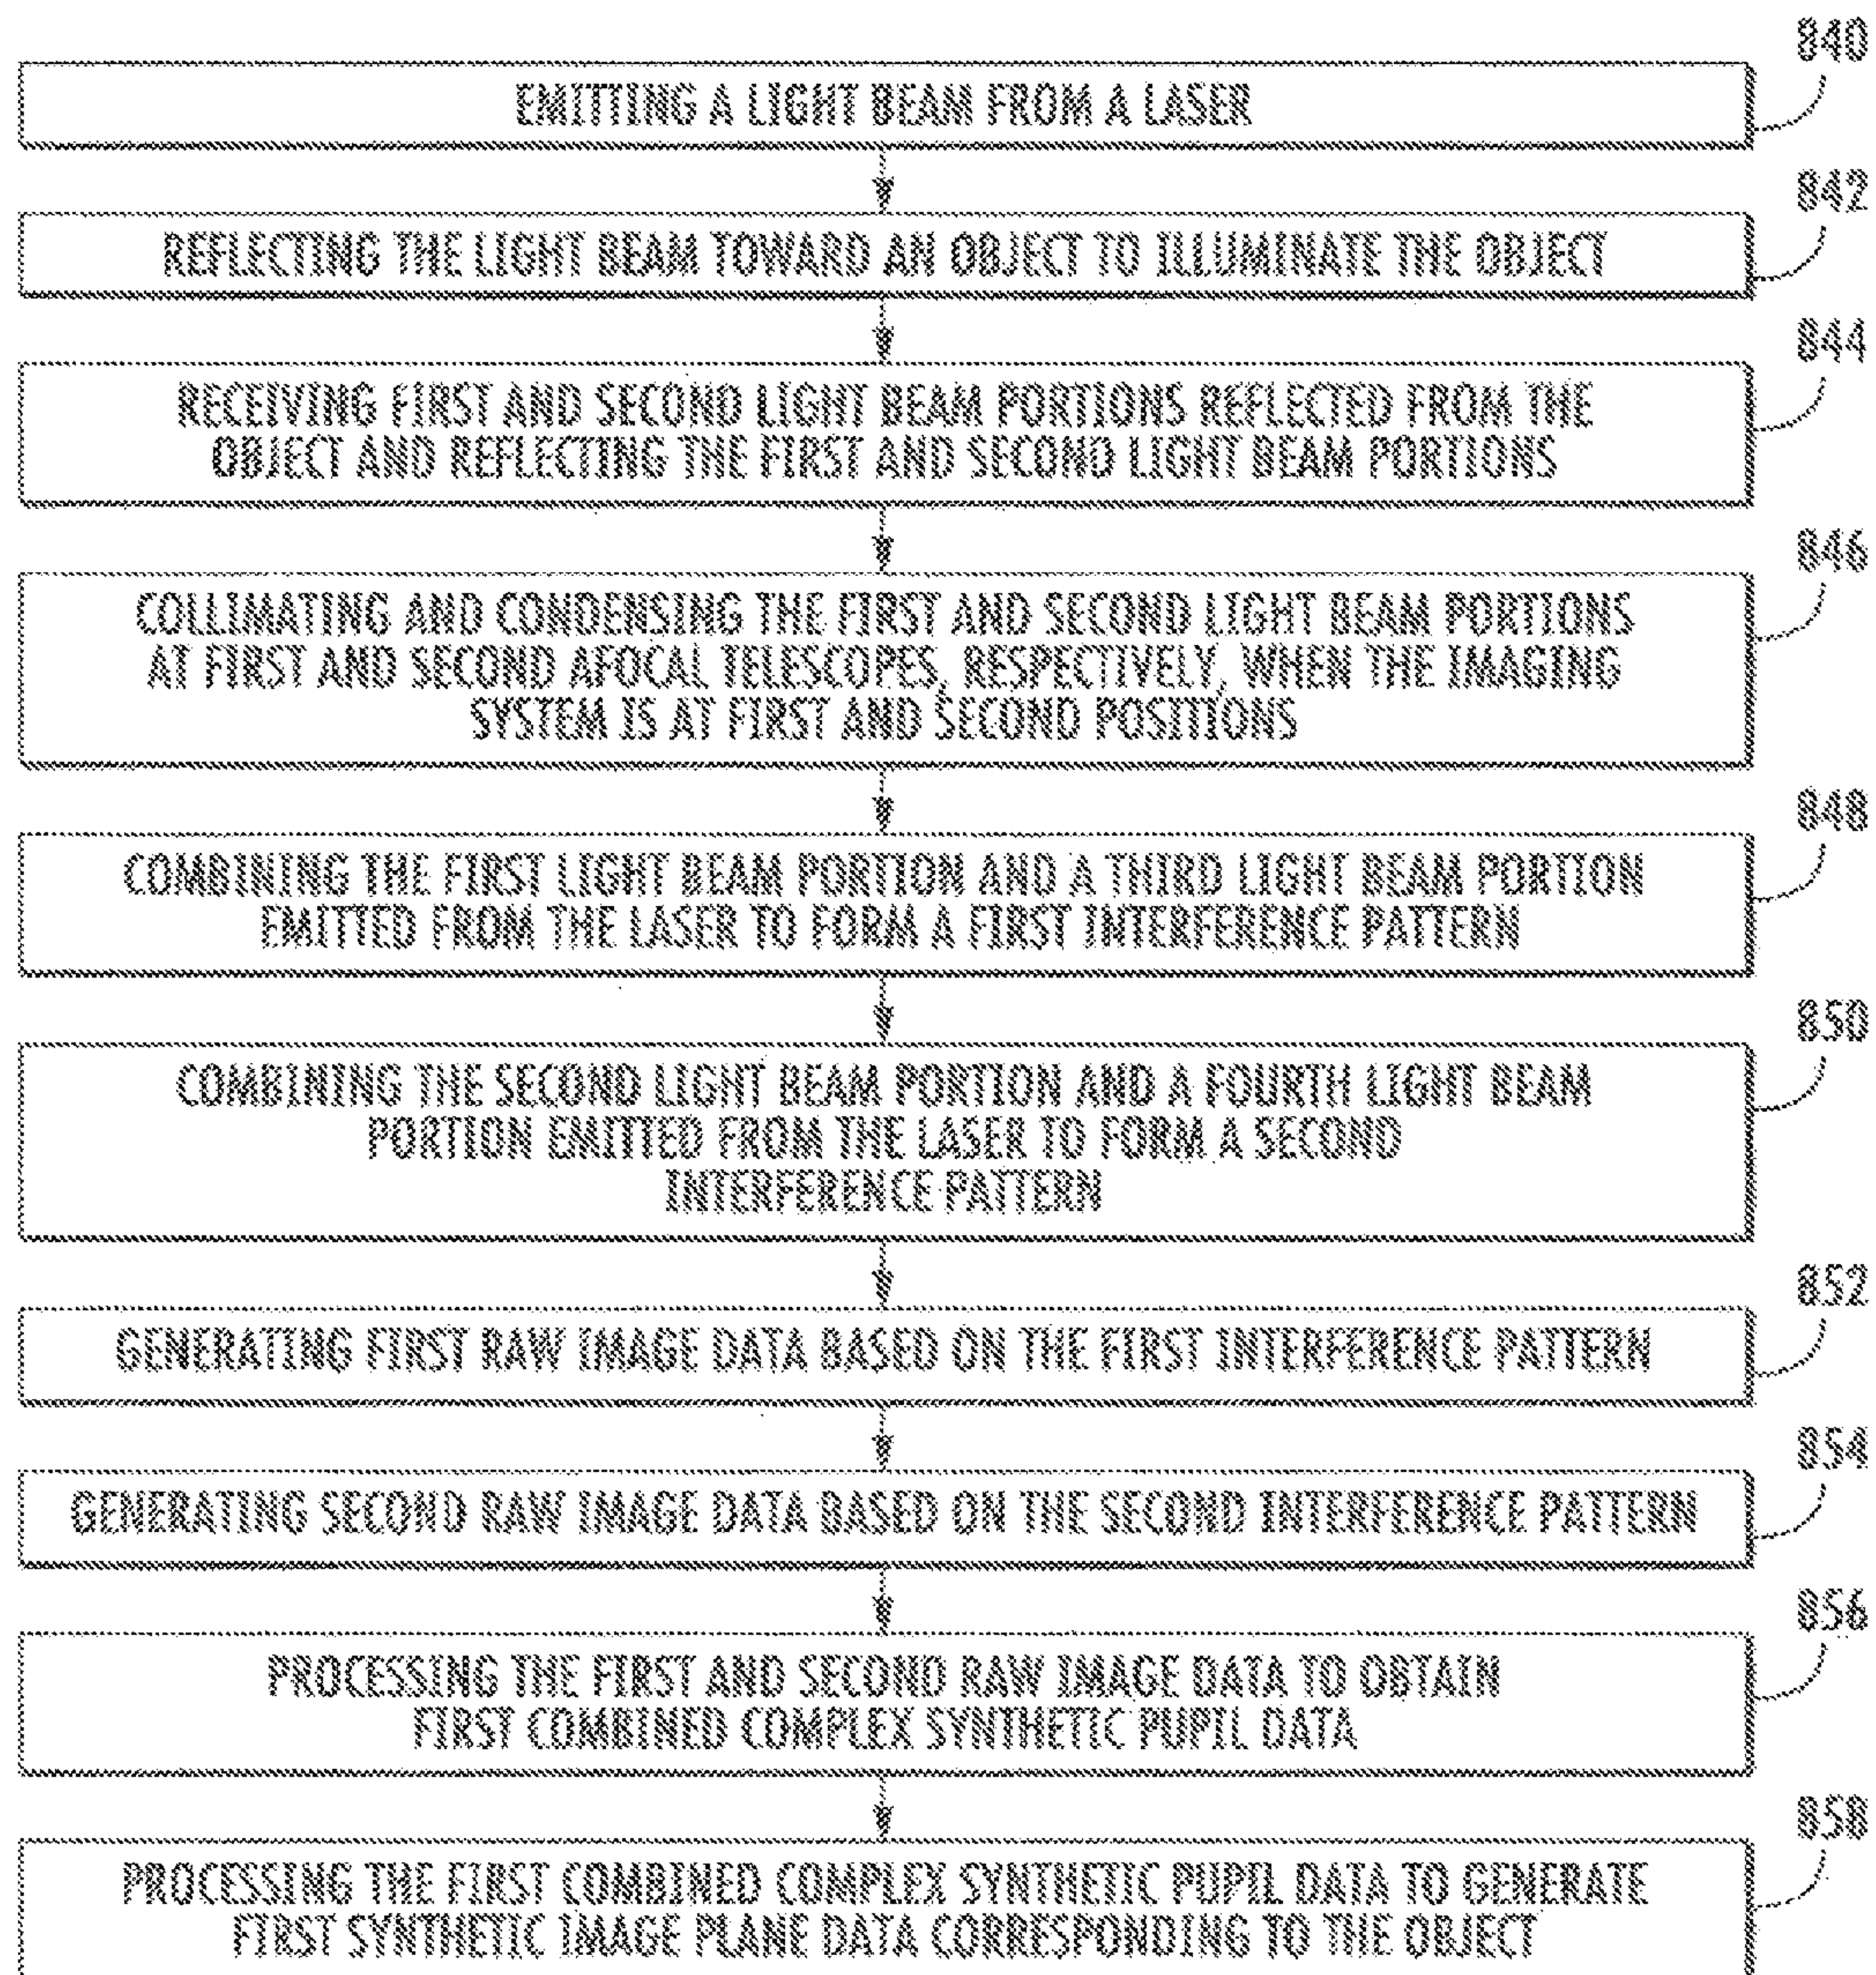 840
EMITTING A LIGHT BEAM FROM A LASER
842
REFLECTING THE LIGHT BEAM TOWARD AN OBJECT TO ILLUMINATE THE OBJECT
844
RECEIVING FIRST AND SECOND LIGHT BEAM PORTIONS REFLECTED FROM THE
OBJECT AND REFLECTING THE FIRST AND SECOND LIGHT BEAM PORTIONS
846
COLLIMATING AND CONDENSING THE FIRST AND SECOND LIGHT BEAM PORTIONS
AT FIRST AND SECOND AFOCAL TELESCOPES, RESPECTIVELY, WHEN THE IMAGING
SYSTEM IS AT FIRST AND SECOND POSITIONS
848
COMBINING THE FIRST LIGHT BEAM PORTION AND A THIRD LIGHT BEAM PORTION
EMITTED FROM THE LASER TO FORM A FIRST INTERFERENCE PATTERN
850
COMBINING THE SECOND LIGHT BEAM PORTION AND A FOURTH LIGHT BEAM
PORTION EMITTED FROM THE LASER TO FORM A SECOND
INTERFERENCE PATTERN
852
GENERATING FIRST RAW IMAGE DATA BASED ON THE FIRST INTERFERENCE PATTERN
854
GENERATING SECOND RAW IMAGE DATA BASED ON THE SECOND INTERFERENCE PATTERN
856
PROCESSING THE FIRST AND SECOND RAW IMAGE DATA TO OBTAIN
FIRST COMBINED COMPLEX SYNTHETIC PUPIL DATA
858
PROCESSING THE FIRST COMBINED COMPLEX SYNTHETIC PUPIL DATA TO GENERATE
FIRST SYNTHETIC IMAGE PLANE DATA CORRESPONDING TO THE OBJECT